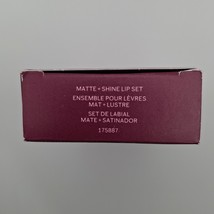 MATTE + SHINE LIP SET
ENSEMBLE POUR LÈVRES
MAT + LUSTRE
SET DE LABIAL
MATE + SATINADOR
175887